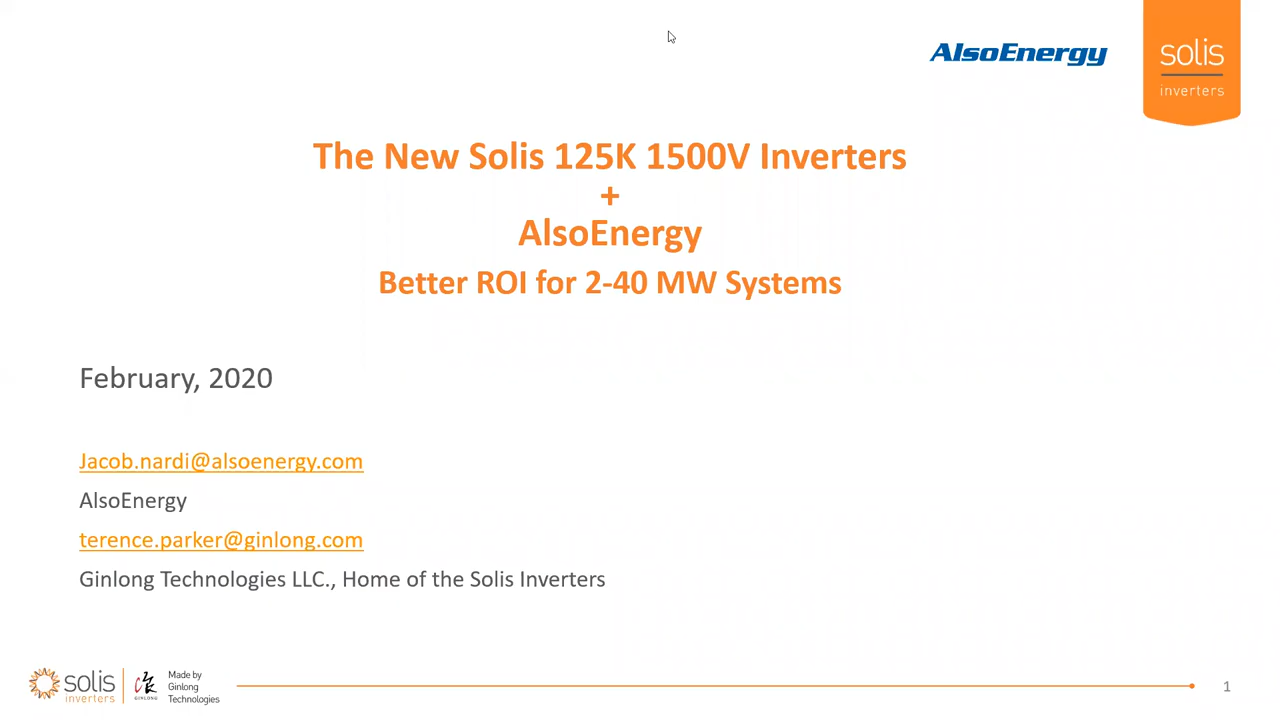 AlsoEnergy
solis
inverters
The New Solis 125K 1500V Inverters
+
AlsoEnergy
Better ROI for 2-40 MW Systems
February, 2020
Jacob.nardi@alsoenergy.com
AlsoEnergy
terence.parker@ginlong.com
Ginlong Technologies LLC., Home of the Solis Inverters
solis
inverters
GINLONG
Made by
Ginlong
Technologies
1